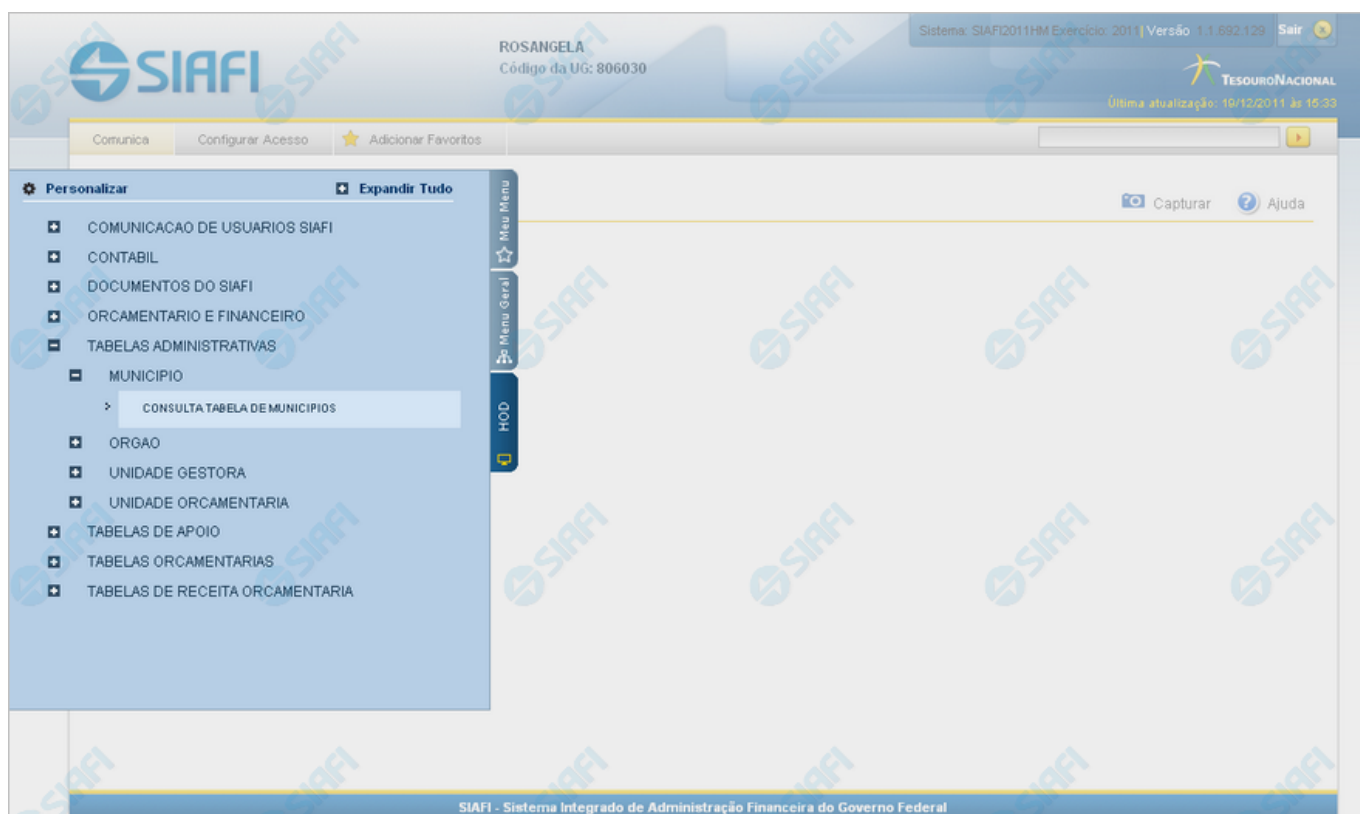 SIAFI
ROSANGELA
Código da UG: 806030
Sistema: SIAFI2011HM Exercício: 2011| Versão 1.1.692.129 Sair
TESOURONACIONAL
Última atualização: 19/12/2011 às 15:33
Comunica Configurar Acesso Adicionar Favoritos
Personalizar Expandir Tudo
Capturar Ajuda
COMUNICACAO DE USUARIOS SIAFI
CONTABIL
DOCUMENTOS DO SIAFI
ORCAMENTARIO E FINANCEIRO
TABELAS ADMINISTRATIVAS
MUNICIPIO
CONSULTA TABELA DE MUNICIPIOS
ORGAO
UNIDADE GESTORA
UNIDADE ORCAMENTARIA
TABELAS DE APOIO
TABELAS ORCAMENTARIAS
TABELAS DE RECEITA ORCAMENTARIA
Meu Menu
Menu Geral
HOD
SIAFI - Sistema Integrado de Administração Financeira do Governo Federal